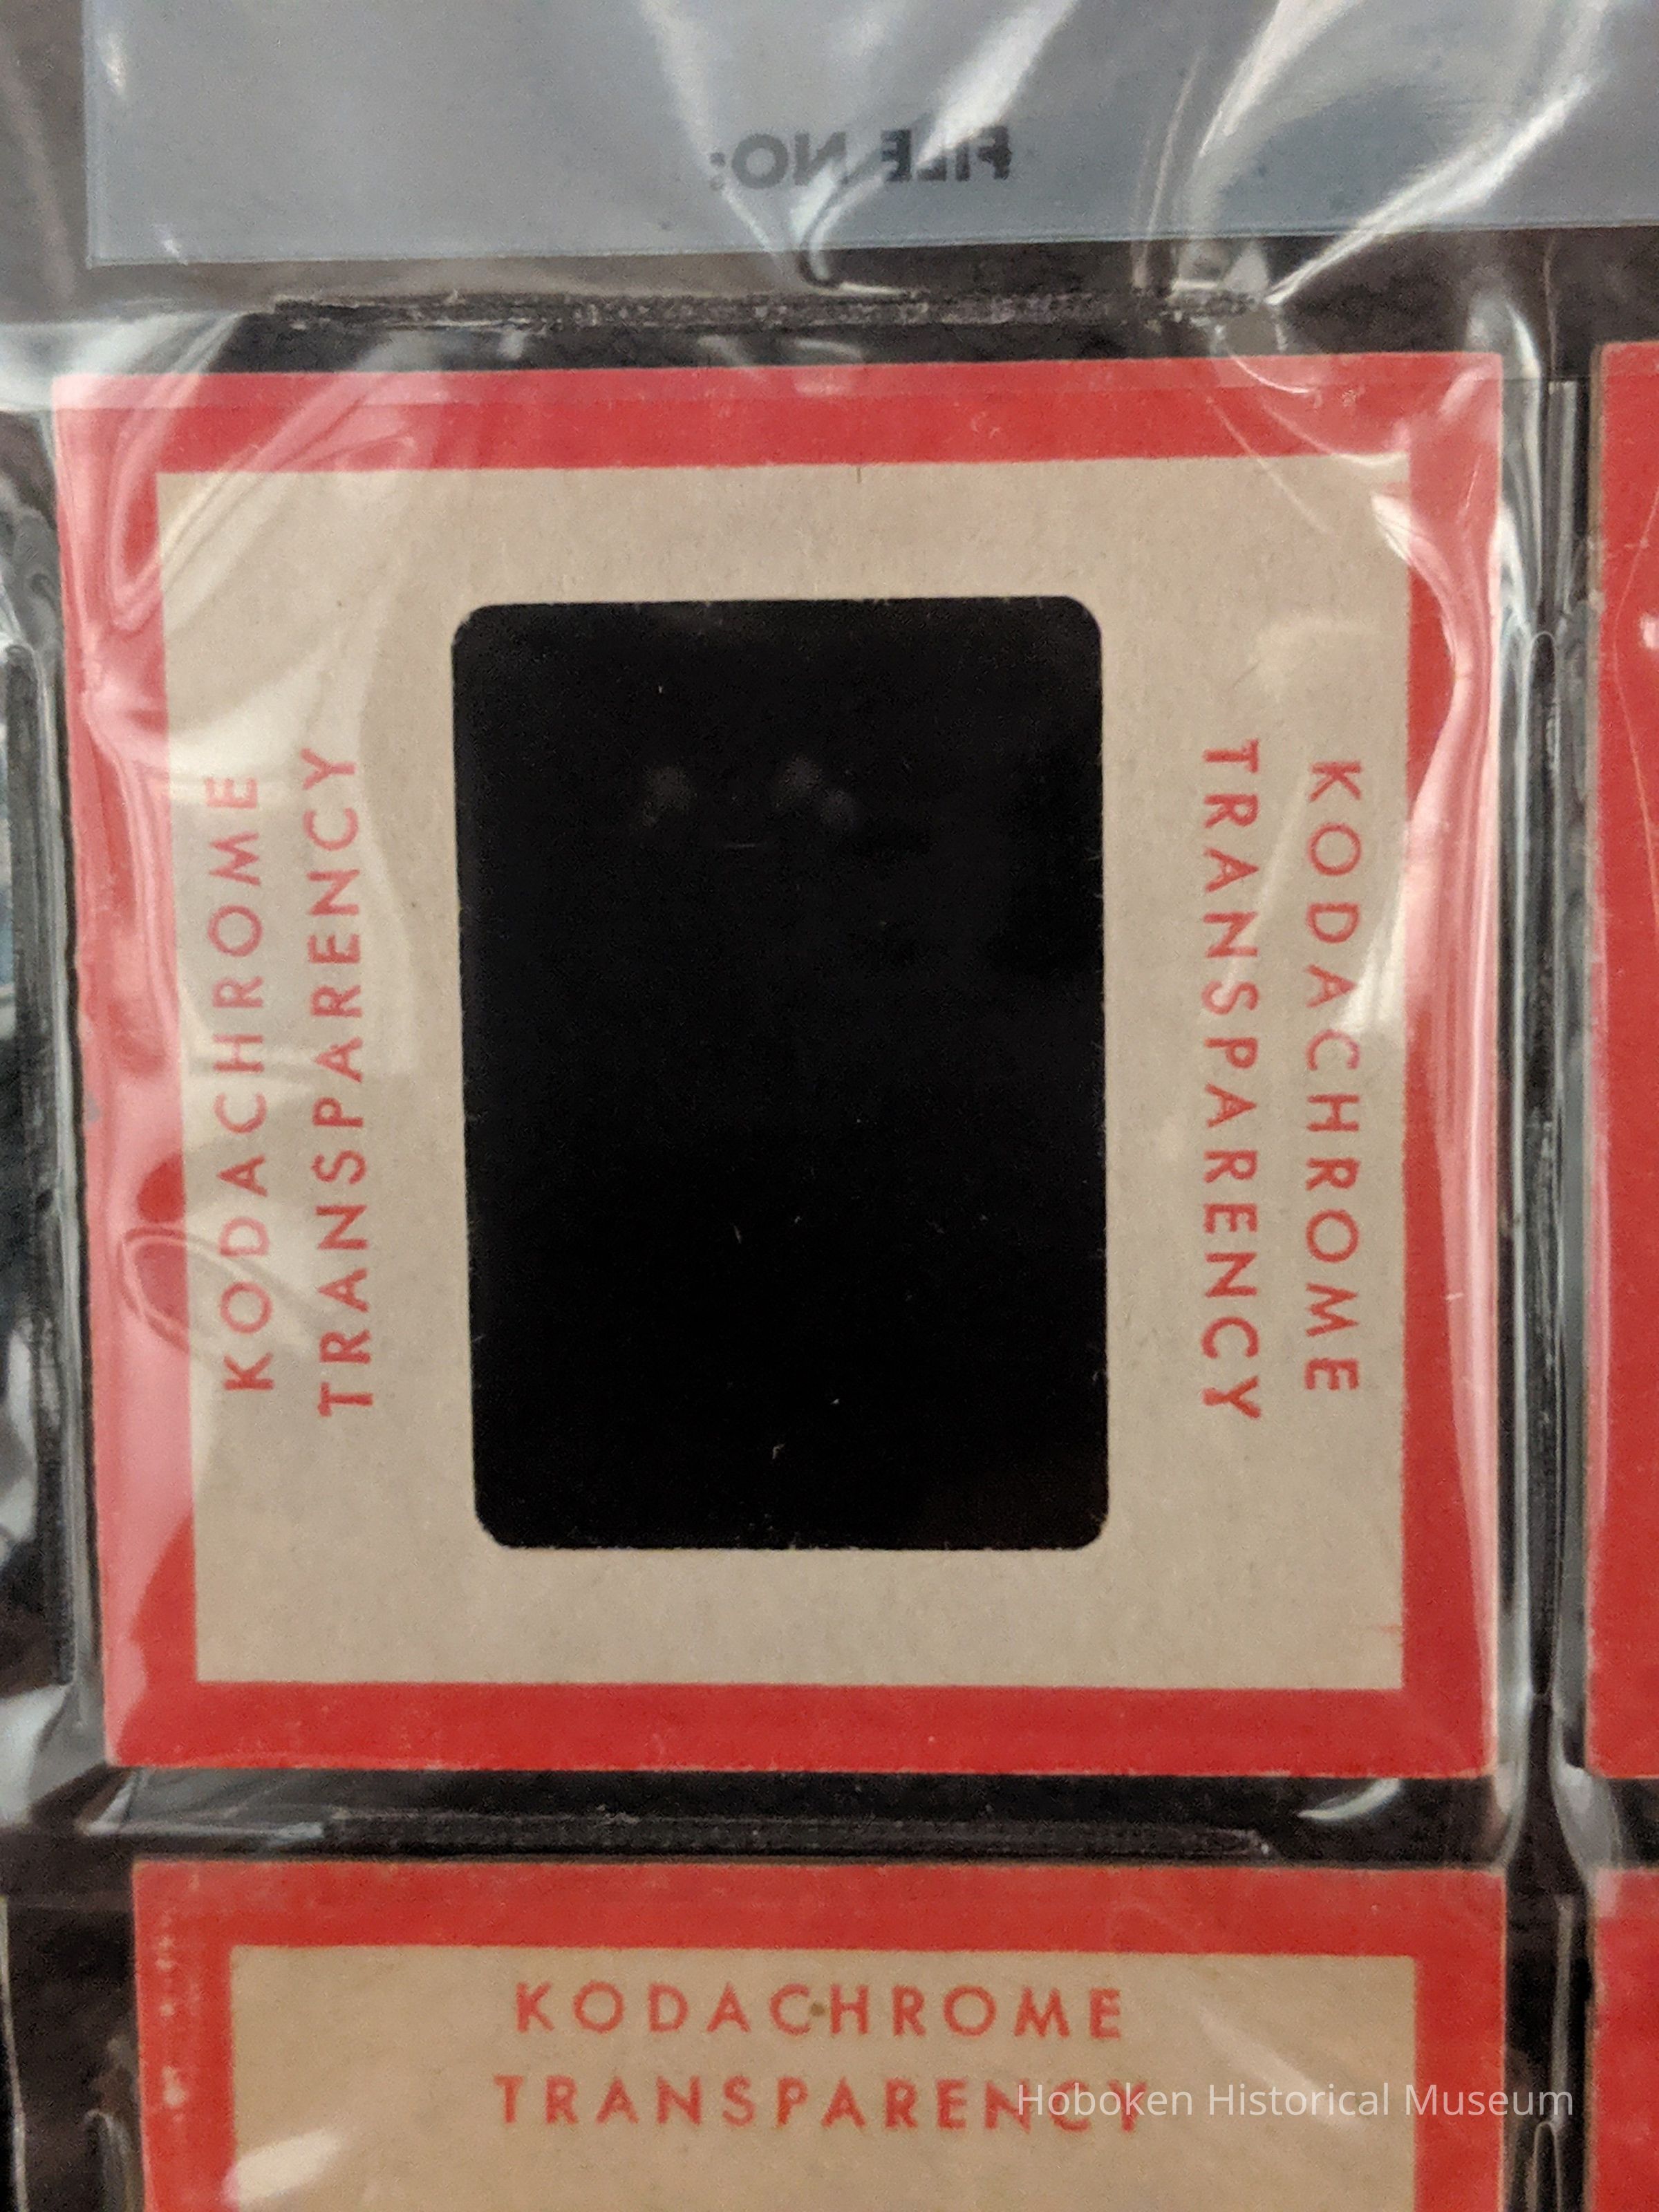 FILE NO:
KODACHROME
TRANSPARENCY
KODACHROME
TRANSPARENCY
KODACHROME
TRANSPARENCY
Hoboken Historical Museum